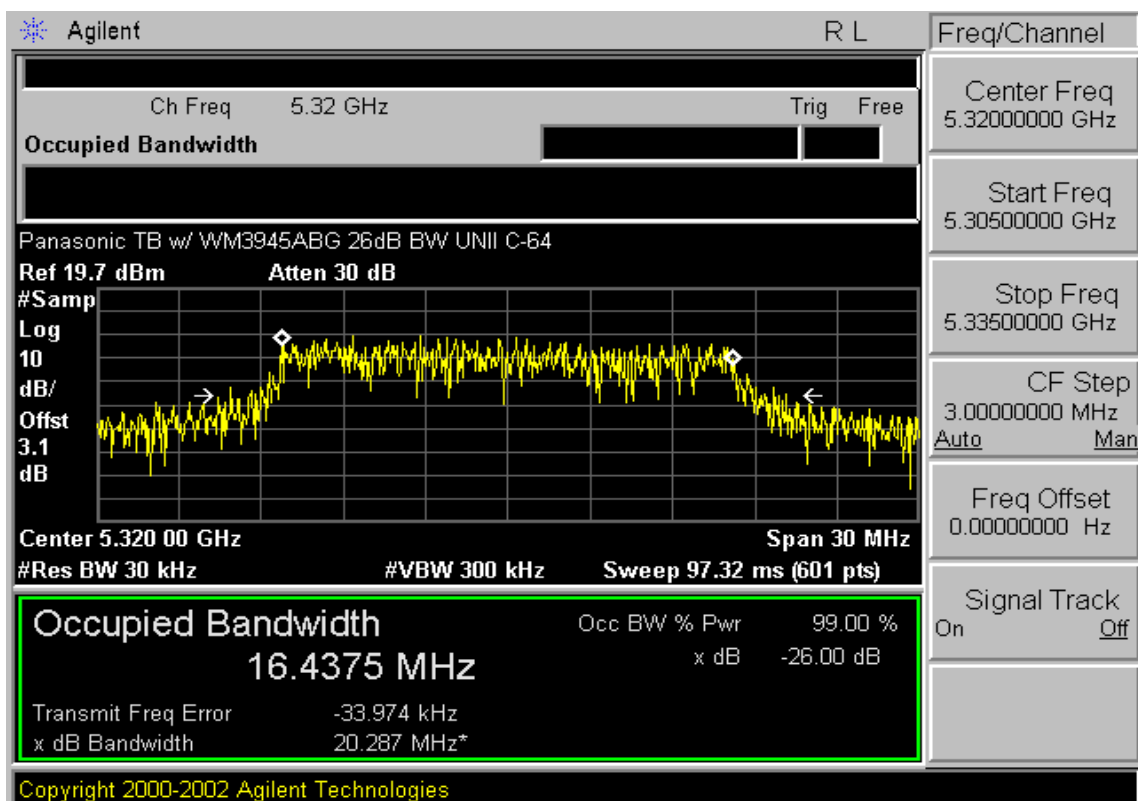 Agilent R L Freq/Channel
Ch Freq 5.32 GHz Trig Free
Occupied Bandwidth
Panasonic TB w/ WM3945ABG 26dB BW UNII C-64
Ref 19.7 dBm Atten 30 dB
#Samp
Log
10
dB/
Offst
3.1
dB
Center 5.320 00 GHz Span 30 MHz
#Res BW 30 kHz #VBW 300 kHz Sweep 97.32 ms (601 pts)
Occupied Bandwidth Occ BW % Pwr 99.00 %
16.4375 MHz x dB -26.00 dB
Transmit Freq Error -33.974 kHz
x dB Bandwidth 20.287 MHz*
Copyright 2000-2002 Agilent Technologies
Center Freq
5.32000000 GHz
Start Freq
5.30500000 GHz
Stop Freq
5.33500000 GHz
CF Step
3.00000000 MHz
Auto Man
Freq Offset
0.00000000 Hz
Signal Track
On Off